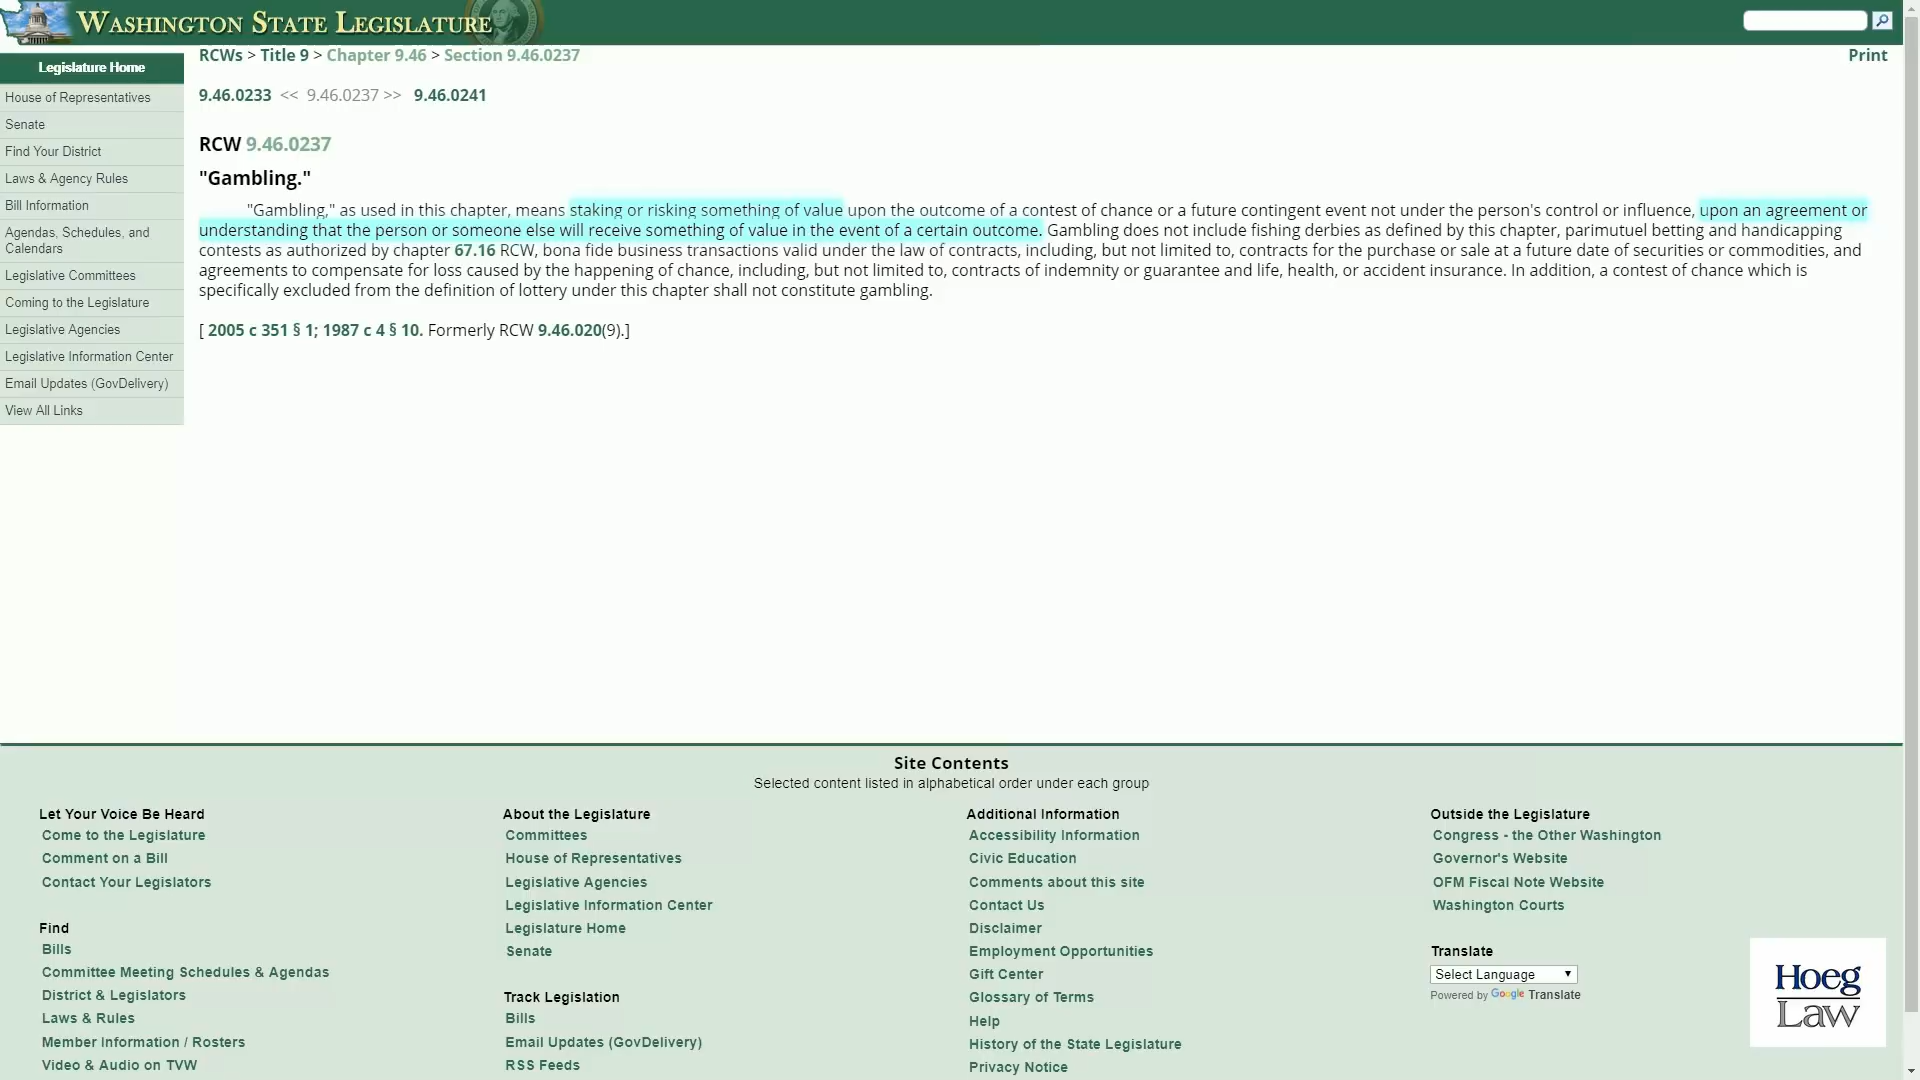 Washington State Legislature
Legislature Home
House of Representatives
Senate
Find Your District
Laws & Agency Rules
Bill Information
Agendas, Schedules, and
Calendars
Legislative Committees
Coming to the Legislature
Legislative Agencies
Legislative Information Center
Email Updates (GovDelivery)
View All Links
RCWs > Title 9 > Chapter 9.46 > Section 9.46.0237
Print
9.46.0233 << 9.46.0237 >> 9.46.0241
RCW 9.46.0237
"Gambling."
"Gambling," as used in this chapter, means staking or risking something of value upon the outcome of a contest of chance or a future contingent event not under the person's control or influence, upon an agreement or
understanding that the person or someone else will receive something of value in the event of a certain outcome. Gambling does not include fishing derbies as defined by this chapter, parimutuel betting and handicapping
contests as authorized by chapter 67.16 RCW, bona fide business transactions valid under the law of contracts, including, but not limited to, contracts for the purchase or sale at a future date of securities or commodities, and
agreements to compensate for loss caused by the happening of chance, including, but not limited to, contracts of indemnity or guarantee and life, health, or accident insurance. In addition, a contest of chance which is
specifically excluded from the definition of lottery under this chapter shall not constitute gambling.
[ 2005 c 351 § 1; 1987 c 4 § 10. Formerly RCW 9.46.020(9).]
Site Contents
Selected content listed in alphabetical order under each group
Let Your Voice Be Heard
Come to the Legislature
Comment on a Bill
Contact Your Legislators
Find
Bills
Committee Meeting Schedules & Agendas
District & Legislators
Laws & Rules
Member Information / Rosters
Video & Audio on TVW
About the Legislature
Committees
House of Representatives
Legislative Agencies
Legislative Information Center
Legislature Home
Senate
Track Legislation
Bills
Email Updates (GovDelivery)
RSS Feeds
Additional Information
Accessibility Information
Civic Education
Comments about this site
Contact Us
Disclaimer
Employment Opportunities
Gift Center
Glossary of Terms
Help
History of the State Legislature
Privacy Notice
Outside the Legislature
Congress - the Other Washington
Governor's Website
OFM Fiscal Note Website
Washington Courts
Translate
Select Language
Powered by Google Translate
Hoeg
Law